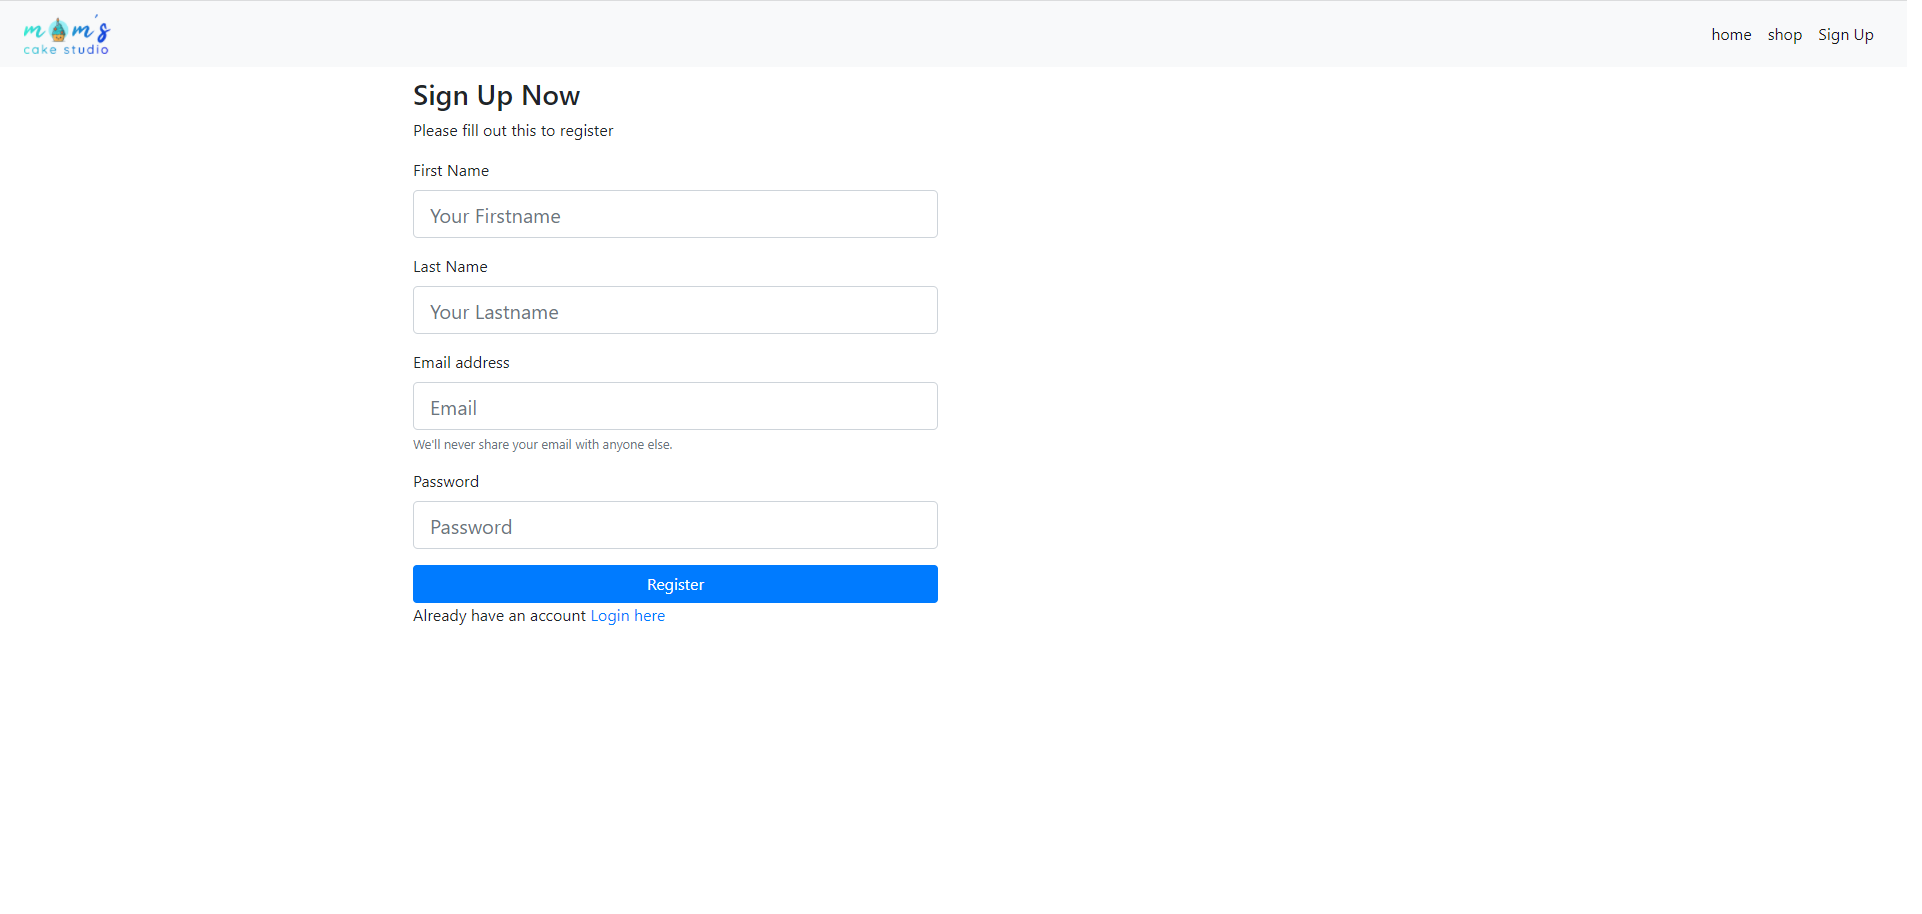 mom's
cake studio
home shop Sign Up
Sign Up Now
Please fill out this to register
First Name
Your Firstname
Last Name
Your Lastname
Email address
Email
We'll never share your email with anyone else.
Password
Password
Register
Already have an account Login here